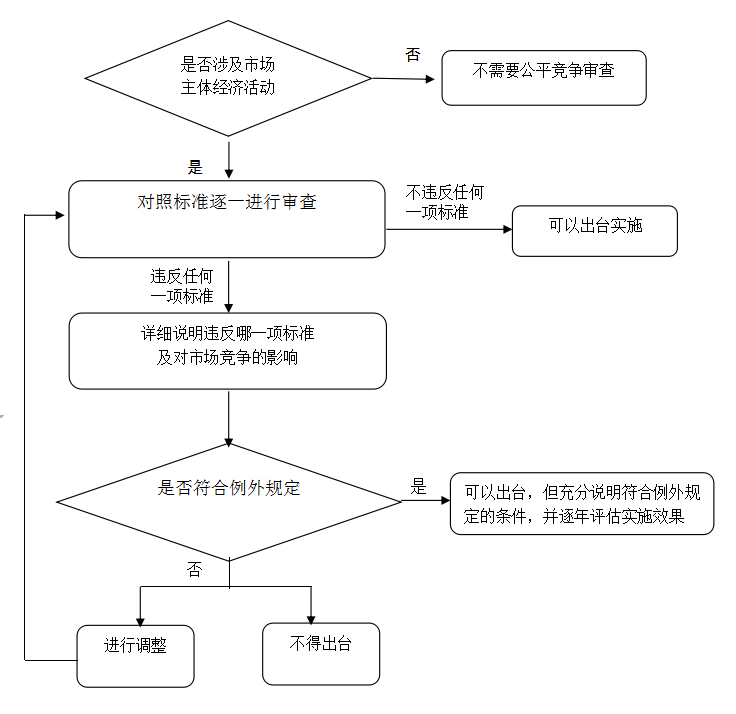 是否涉及市场
主体经济活动
否
不需要公平竞争审查
是
对照标准逐一进行审查
不违反任何
一项标准
可以出台实施
违反任何
一项标准
详细说明违反哪一项标准
及对市场竞争的影响
是否符合例外规定
是
可以出台，但充分说明符合例外规
定的条件，并逐年评估实施效果
否
进行调整
不得出台